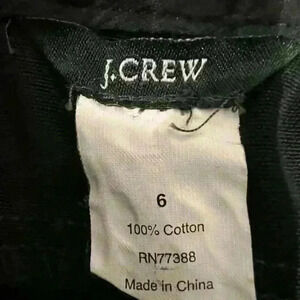 J.CREW
6
100% Cotton
RN77388
Made in China